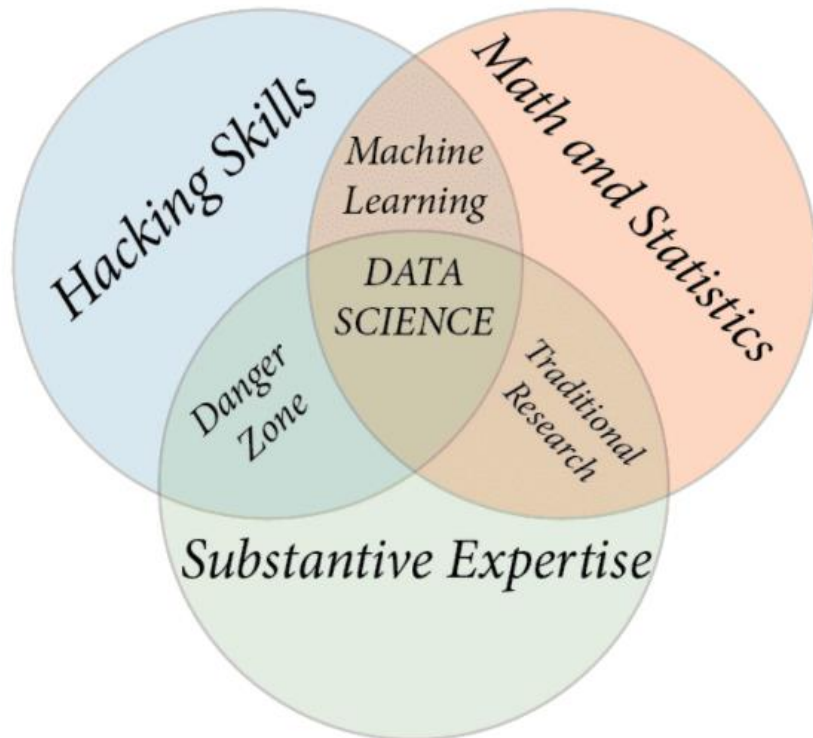 Hacking Skills
Math and Statistics
Machine
Learning
DATA
SCIENCE
Danger
Zone
Traditional
Research
Substantive Expertise